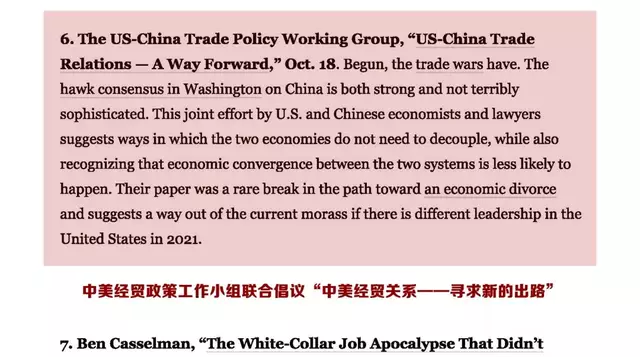 6. The US-China Trade Policy Working Group, “US-China Trade
Relations — A Way Forward,” Oct. 18. Begun, the trade wars have. The
hawk consensus in Washington on China is both strong and not terribly
sophisticated. This joint effort by U.S. and Chinese economists and lawyers
suggests ways in which the two economies do not need to decouple, while also
recognizing that economic convergence between the two systems is less likely to
happen. Their paper was a rare break in the path toward an economic divorce
and suggests a way out of the current morass if there is different leadership in the
United States in 2021.
中美经贸政策工作小组联合倡议“中美经贸关系——寻求新的出路”
7. Ben Casselman, “The White-Collar Job Apocalypse That Didn’t